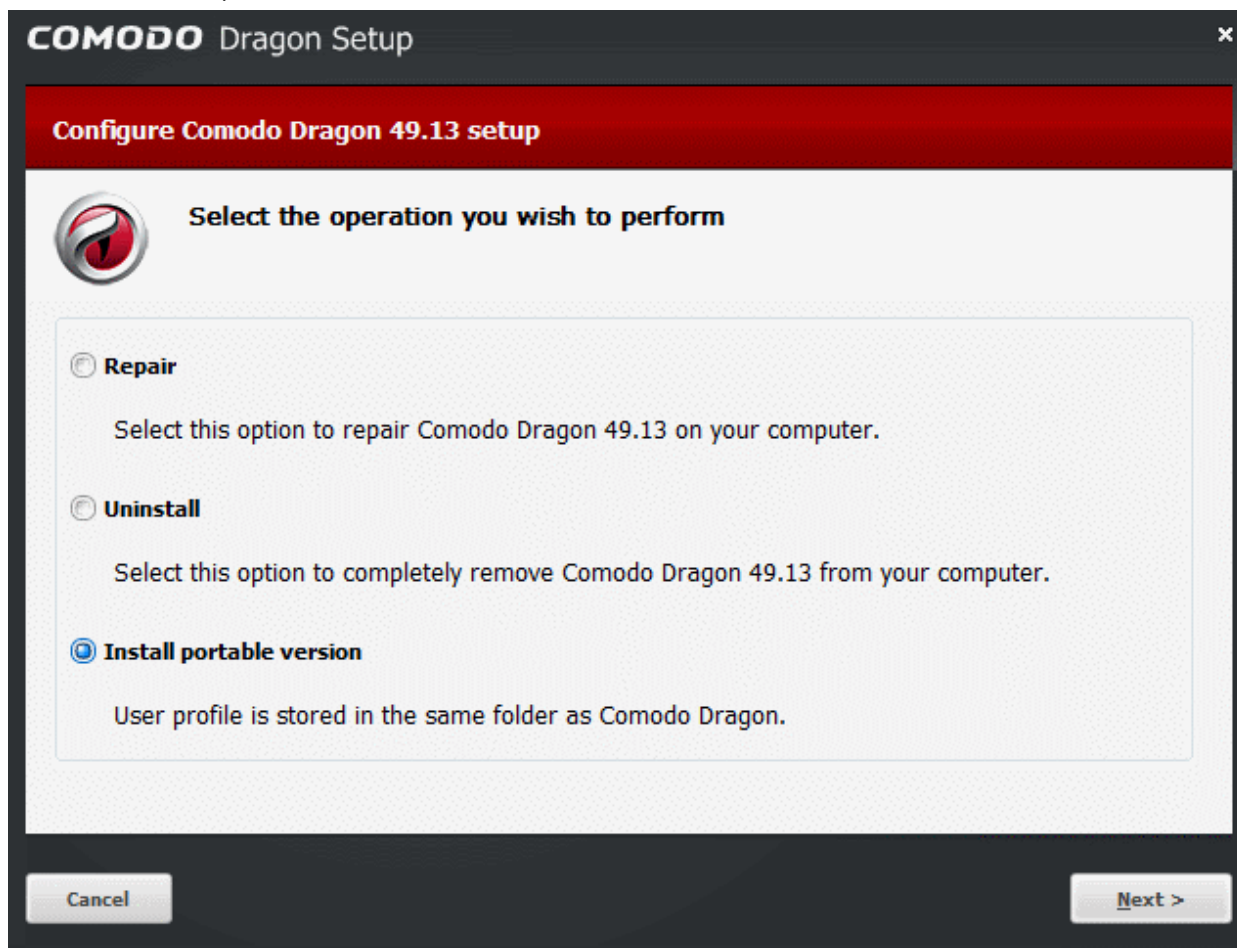 COMODO Dragon Setup
Configure Comodo Dragon 49.13 setup
Select the operation you wish to perform
Repair
Select this option to repair Comodo Dragon 49.13 on your computer.
Uninstall
Select this option to completely remove Comodo Dragon 49.13 from your computer.
Install portable version
User profile is stored in the same folder as Comodo Dragon.
Cancel
Next >